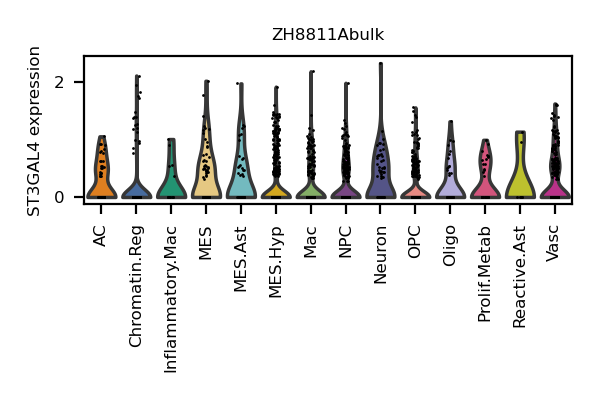 ZH8811Abulk
ST3GAL4 expression
2
0
AC
Chromatin.Reg
Inflammatory.Mac
MES
MES.Ast
MES.Hyp
Mac
NPC
Neuron
OPC
Oligo
Prolif.Metab
Reactive.Ast
Vasc